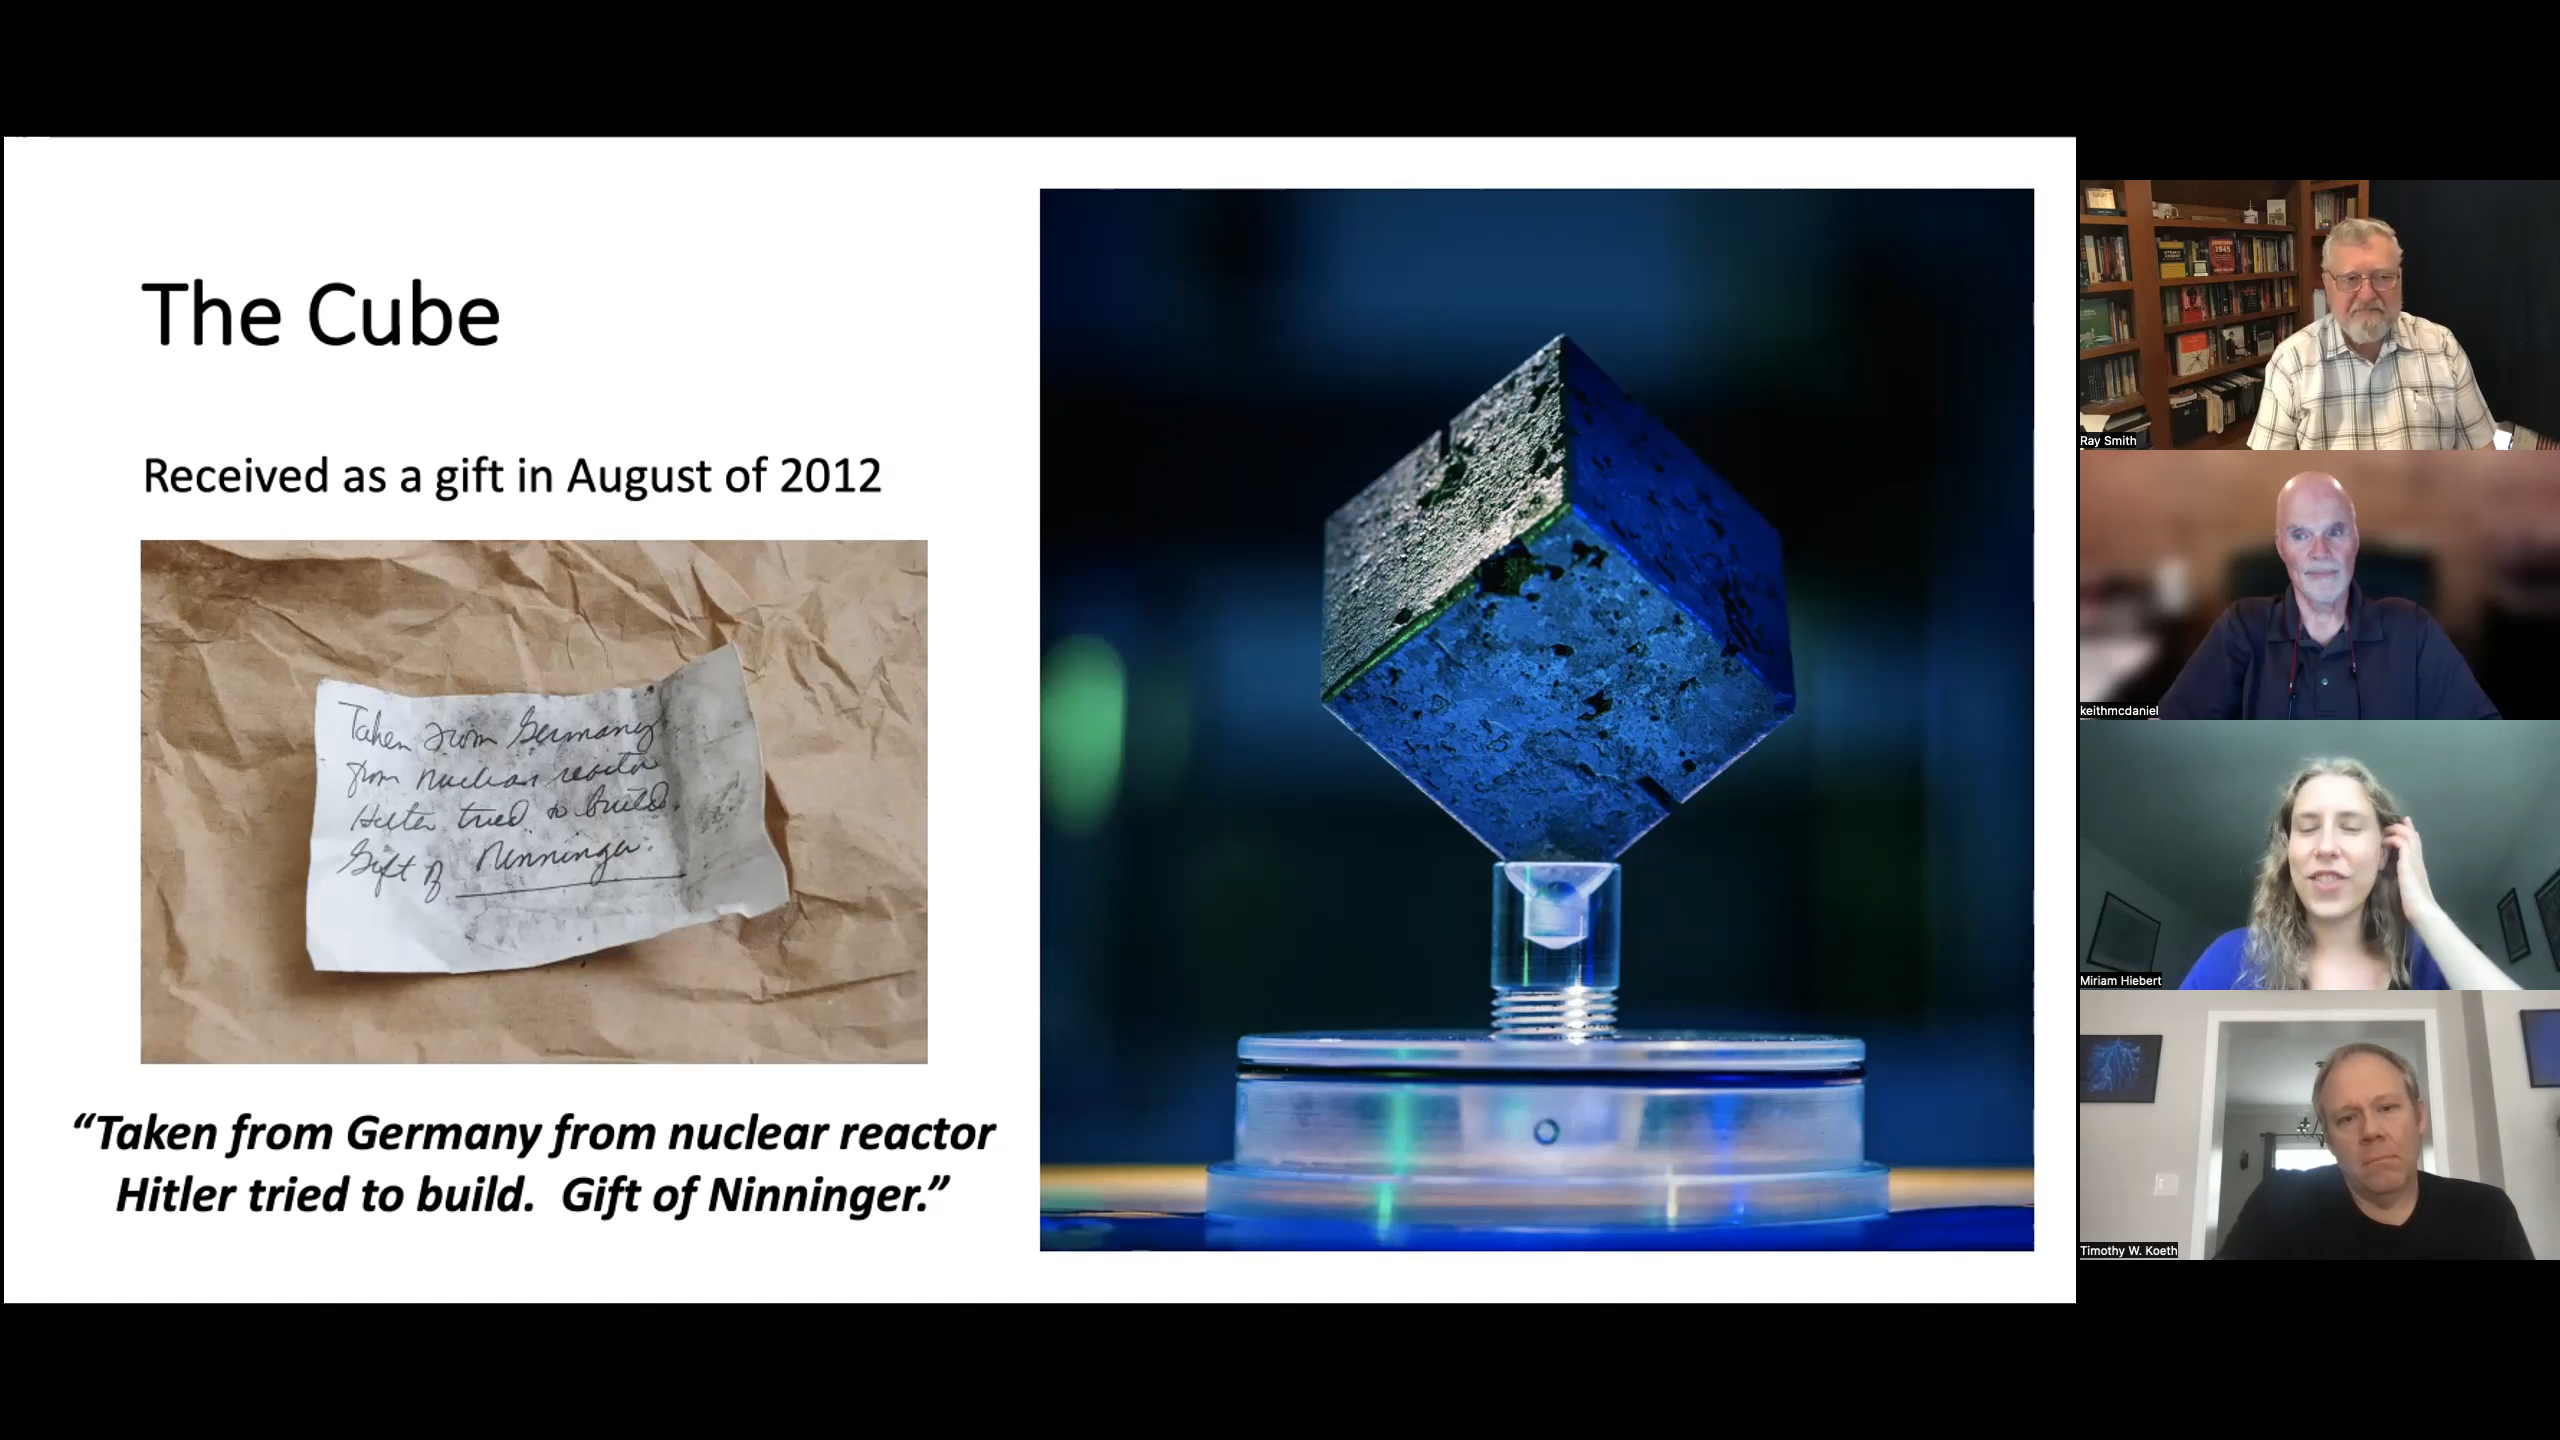 The Cube
Received as a gift in August of 2012
Taken from Germany
from nuclear reactor
Hitler tried to build.
Gift of Ninninger.
“Taken from Germany from nuclear reactor
Hitler tried to build. Gift of Ninninger.”
Ray Smith
keithmcdaniel
Miriam Hiebert
Timothy W. Koeth